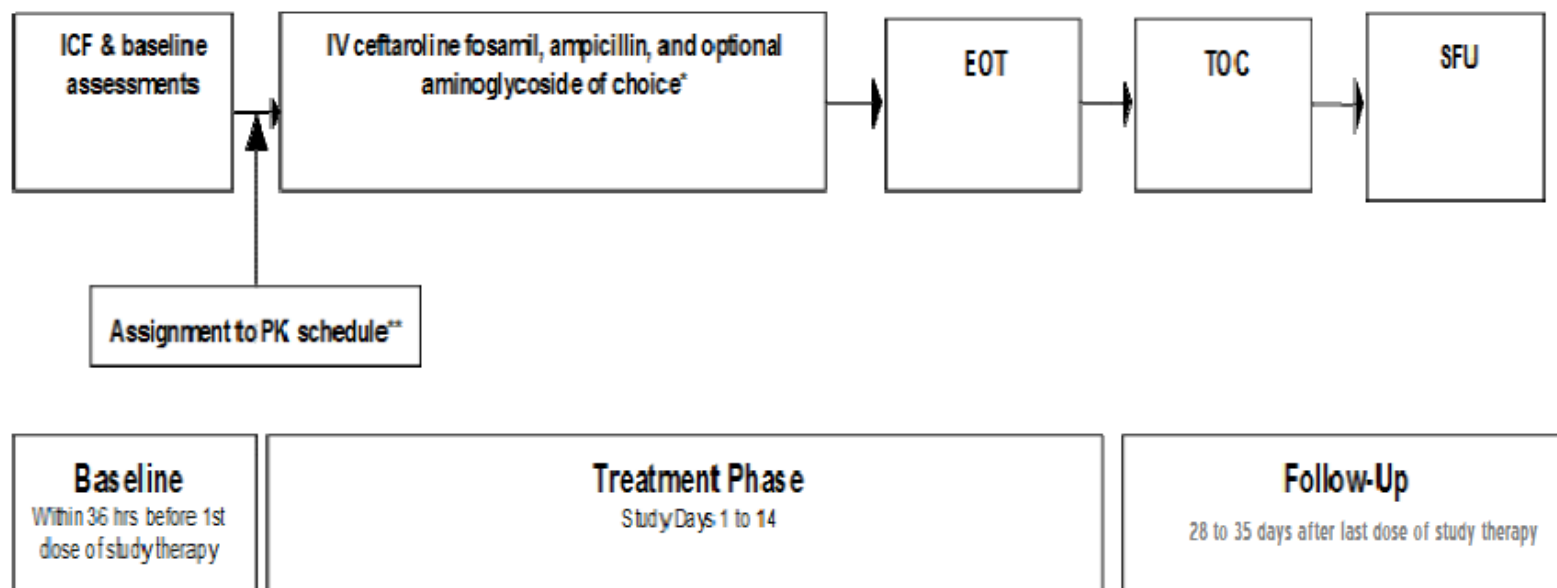 ICF & baseline
assessments
IV ceftaroline fosamil, ampicillin, and optional
aminoglycoside of choice*
EOT
TOC
SFU
Assignment to PK schedule**
Baseline
Within 36 hrs before 1st
dose of study therapy
Treatment Phase
Study Days 1 to 14
Follow-Up
28 to 35 days after last dose of study therapy